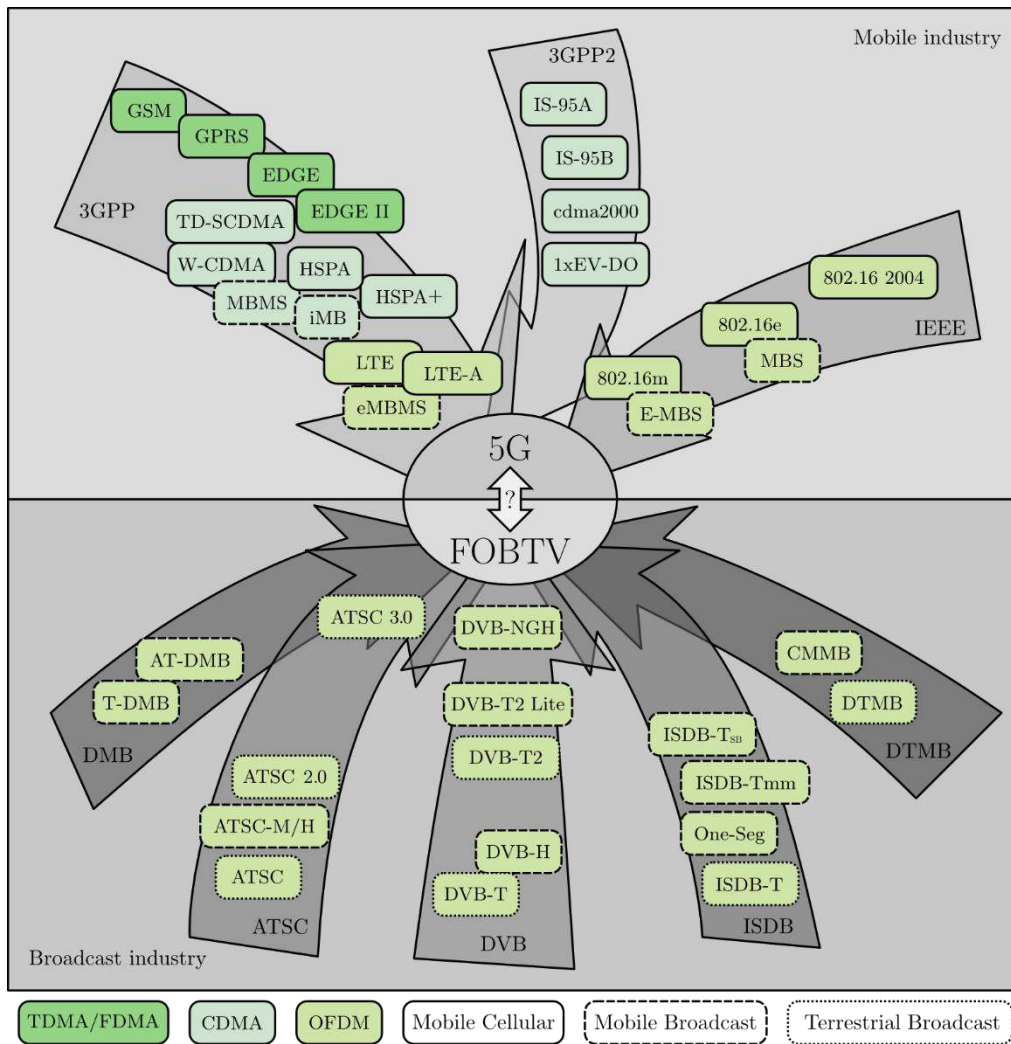 Mobile industry
3GPP2
IS-95A
IS-95B
cdma2000
1xEV-DO
3GPP
GSM
GPRS
EDGE
EDGE II
TD-SCDMA
W-CDMA
HSPA
HSPA+
MBMS
iMB
LTE
LTE-A
eMBMS
802.16 2004
IEEE
802.16e
MBS
802.16m
E-MBS
5G
?
FOBTV
AT-DMB
T-DMB
DMB
ATSC 3.0
ATSC 2.0
ATSC-M/H
ATSC
ATSC
DVB-NGH
DVB-T2 Lite
DVB-T2
DVB-H
DVB-T
DVB
ISDB-TSB
ISDB-Tmm
One-Seg
ISDB-T
ISDB
CMMB
DTMB
DTMB
Broadcast industry
TDMA/FDMA
CDMA
OFDM
Mobile Cellular
Mobile Broadcast
Terrestrial Broadcast